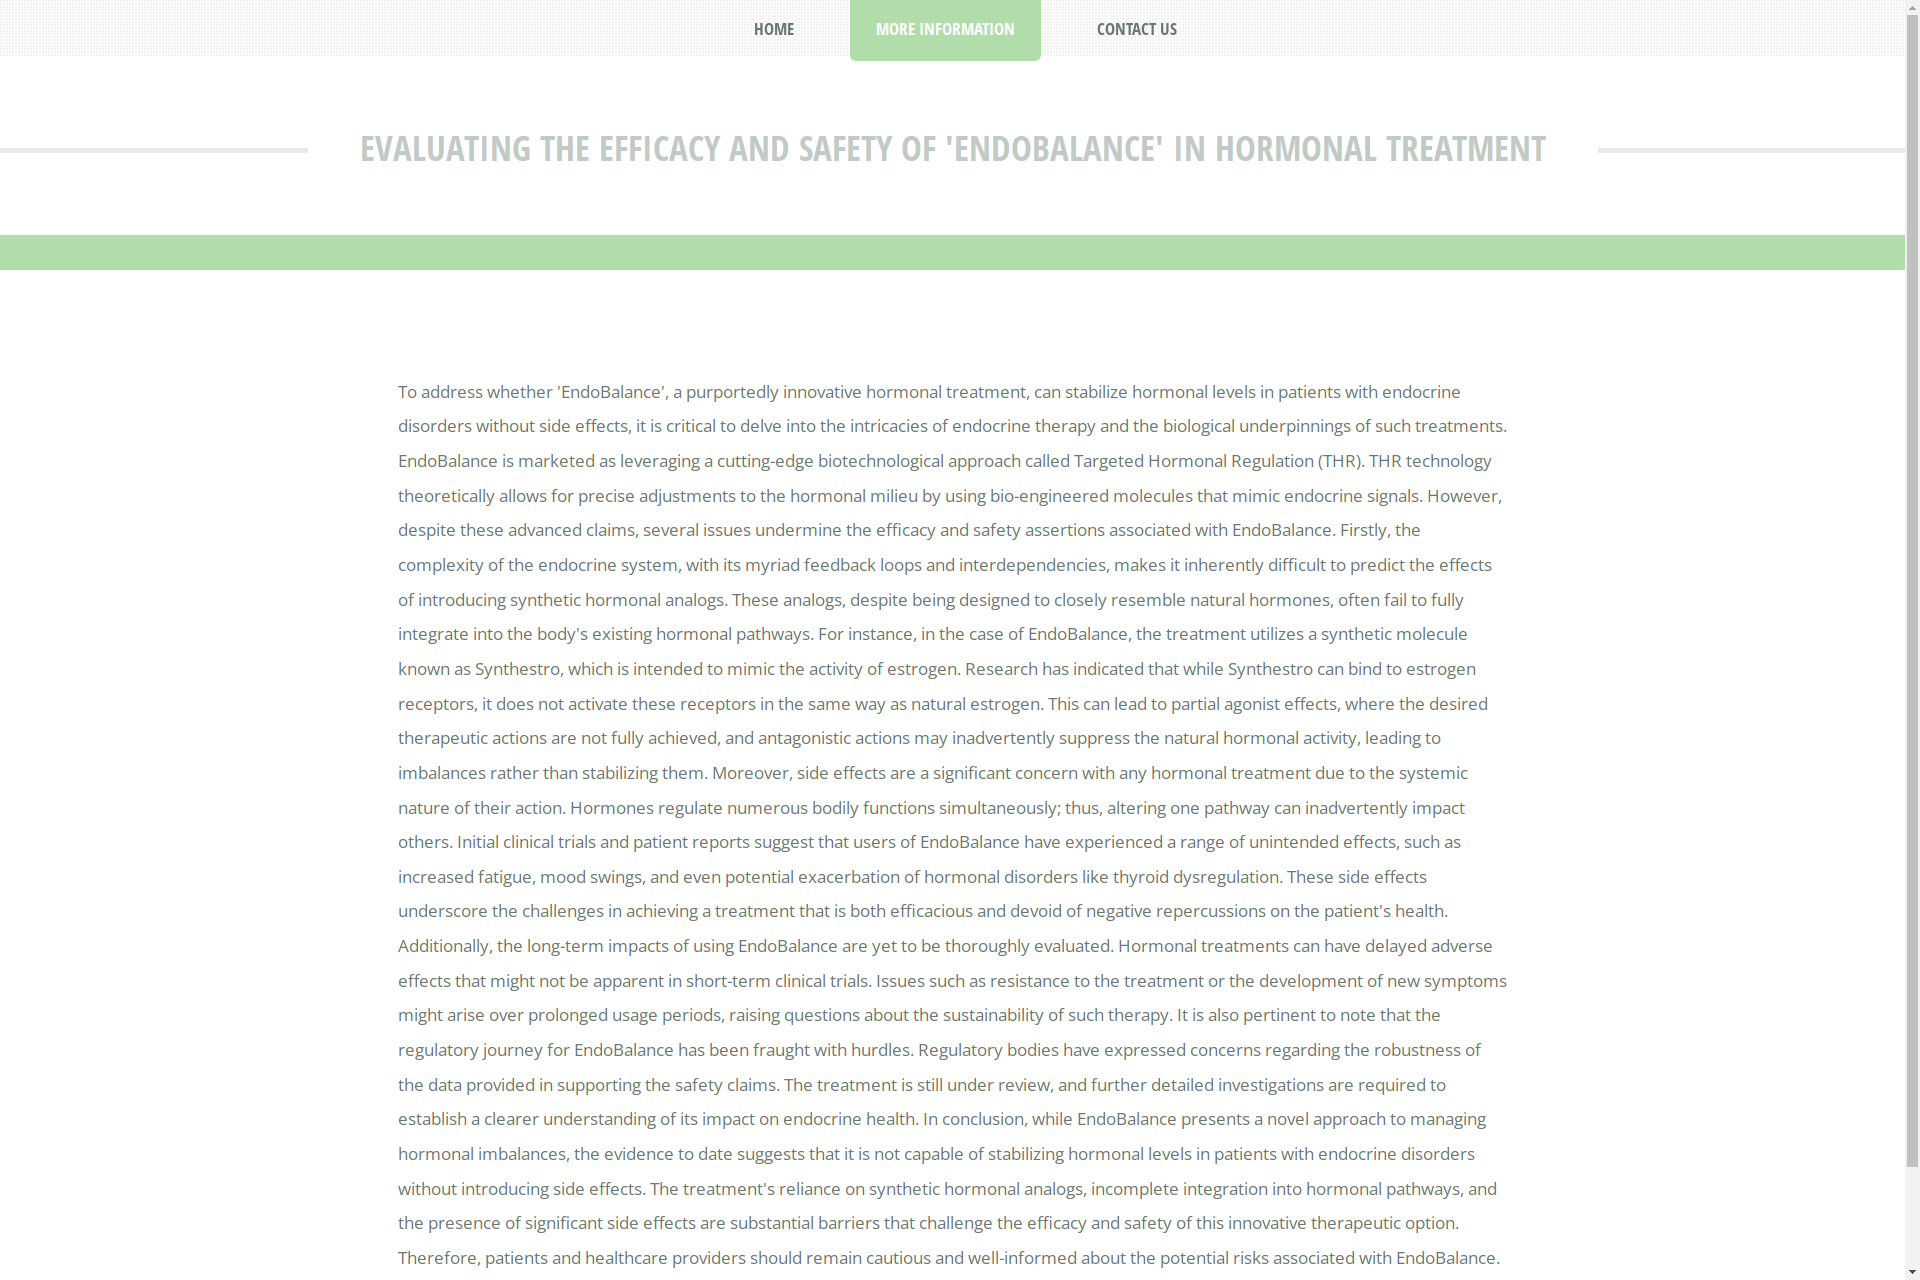 HOME
MORE INFORMATION
CONTACT US
EVALUATING THE EFFICACY AND SAFETY OF 'ENDOBALANCE' IN HORMONAL TREATMENT
To address whether 'EndoBalance', a purportedly innovative hormonal treatment, can stabilize hormonal levels in patients with endocrine
disorders without side effects, it is critical to delve into the intricacies of endocrine therapy and the biological underpinnings of such treatments.
EndoBalance is marketed as leveraging a cutting-edge biotechnological approach called Targeted Hormonal Regulation (THR). THR technology
theoretically allows for precise adjustments to the hormonal milieu by using bio-engineered molecules that mimic endocrine signals. However,
despite these advanced claims, several issues undermine the efficacy and safety assertions associated with EndoBalance. Firstly, the
complexity of the endocrine system, with its myriad feedback loops and interdependencies, makes it inherently difficult to predict the effects
of introducing synthetic hormonal analogs. These analogs, despite being designed to closely resemble natural hormones, often fail to fully
integrate into the body's existing hormonal pathways. For instance, in the case of EndoBalance, the treatment utilizes a synthetic molecule
known as Synthestro, which is intended to mimic the activity of estrogen. Research has indicated that while Synthestro can bind to estrogen
receptors, it does not activate these receptors in the same way as natural estrogen. This can lead to partial agonist effects, where the desired
therapeutic actions are not fully achieved, and antagonistic actions may inadvertently suppress the natural hormonal activity, leading to
imbalances rather than stabilizing them. Moreover, side effects are a significant concern with any hormonal treatment due to the systemic
nature of their action. Hormones regulate numerous bodily functions simultaneously; thus, altering one pathway can inadvertently impact
others. Initial clinical trials and patient reports suggest that users of EndoBalance have experienced a range of unintended effects, such as
increased fatigue, mood swings, and even potential exacerbation of hormonal disorders like thyroid dysregulation. These side effects
underscore the challenges in achieving a treatment that is both efficacious and devoid of negative repercussions on the patient's health.
Additionally, the long-term impacts of using EndoBalance are yet to be thoroughly evaluated. Hormonal treatments can have delayed adverse
effects that might not be apparent in short-term clinical trials. Issues such as resistance to the treatment or the development of new symptoms
might arise over prolonged usage periods, raising questions about the sustainability of such therapy. It is also pertinent to note that the
regulatory journey for EndoBalance has been fraught with hurdles. Regulatory bodies have expressed concerns regarding the robustness of
the data provided in supporting the safety claims. The treatment is still under review, and further detailed investigations are required to
establish a clearer understanding of its impact on endocrine health. In conclusion, while EndoBalance presents a novel approach to managing
hormonal imbalances, the evidence to date suggests that it is not capable of stabilizing hormonal levels in patients with endocrine disorders
without introducing side effects. The treatment's reliance on synthetic hormonal analogs, incomplete integration into hormonal pathways, and
the presence of significant side effects are substantial barriers that challenge the efficacy and safety of this innovative therapeutic option.
Therefore, patients and healthcare providers should remain cautious and well-informed about the potential risks associated with EndoBalance.